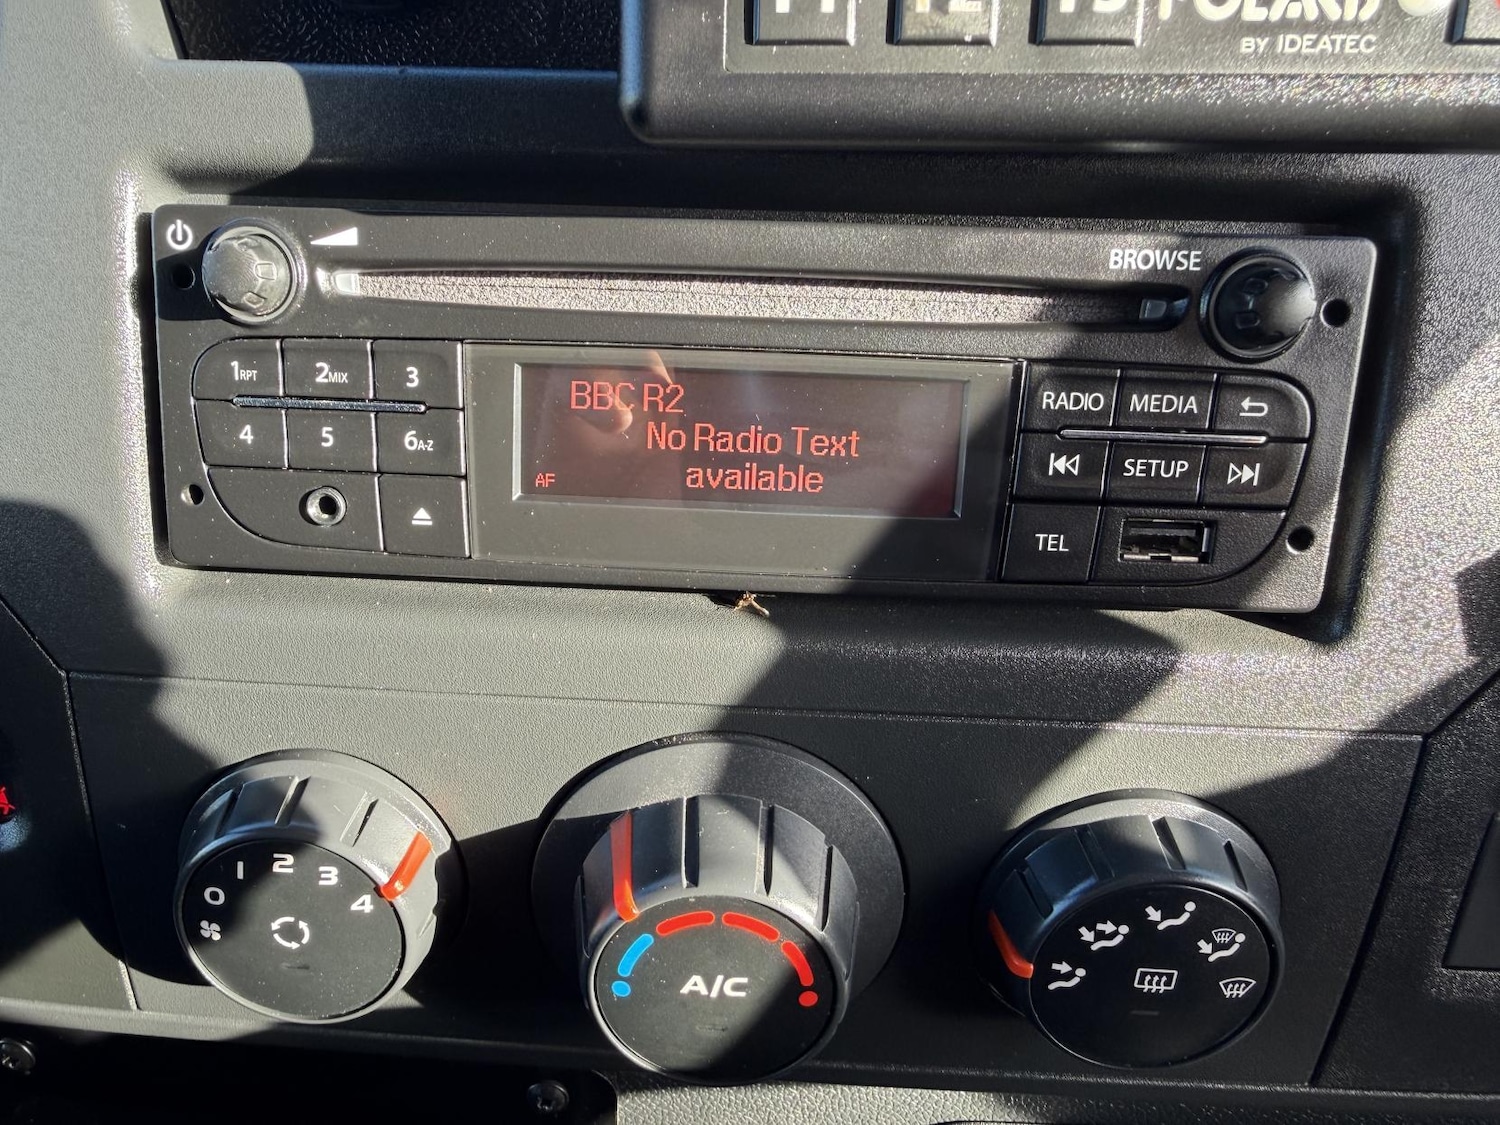 POLARIS
BY IDEATEC
BROWSE
1RPT 2MIX 3
4 5 6A-Z
BBC R2
No Radio Text
available
AF
RADIO MEDIA
SETUP
TEL
0 1 2 3 4
A/C